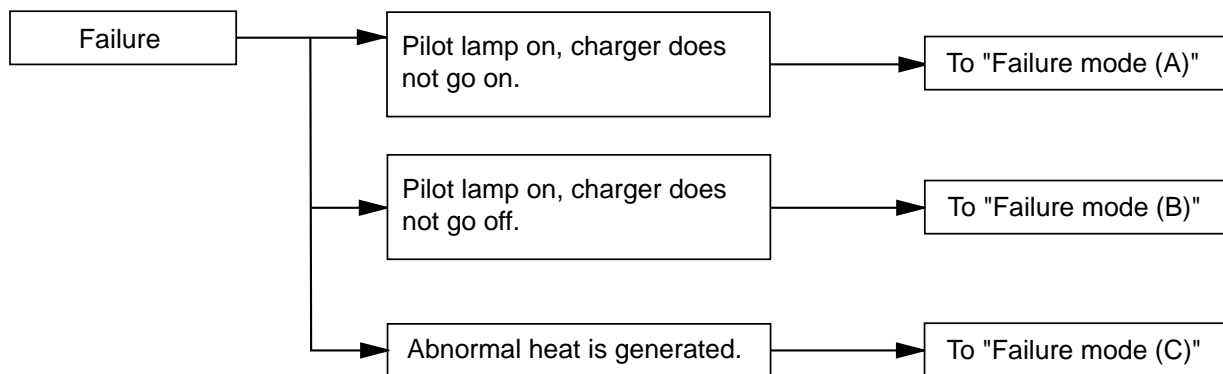 Failure
Pilot lamp on, charger does
not go on.
To "Failure mode (A)"
Pilot lamp on, charger does
not go off.
To "Failure mode (B)"
Abnormal heat is generated.
To "Failure mode (C)"